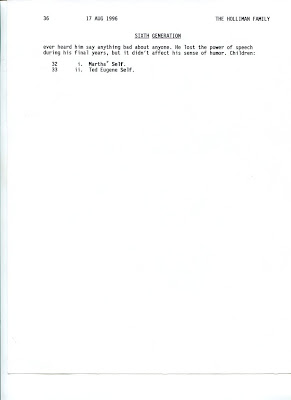 36 17 AUG 1996 THE HOLLIMAN FAMILY
SIXTH GENERATION
ever heard him say anything bad about anyone. He lost the power of speech
during his final years, but it didn't affect his sense of humor. Children:
32 i. Martha' Self.
33 ii. Ted Eugene Self.